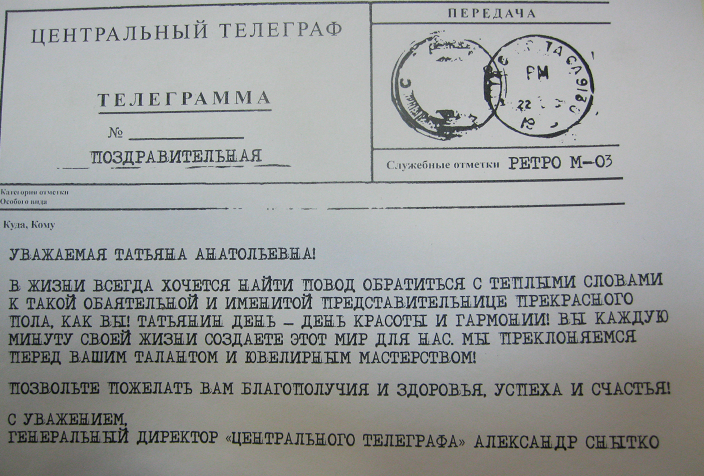 ЦЕНТРАЛЬНЫЙ ТЕЛЕГРАФ
ТЕЛЕГРАММА
№
ПОЗДРАВИТЕЛЬНАЯ
ПЕРЕДАЧА
PM
22
Служебные отметки РЕТРО М-03
Категория отметки
Особого вида
Куда, Кому
УВАЖАЕМАЯ ТАТЬЯНА АНАТОЛЬЕВНА!
В ЖИЗНИ ВСЕГДА ХОЧЕТСЯ НАЙТИ ПОВОД ОБРАТИТЬСЯ С ТЕПЛЫМИ СЛОВАМИ
К ТАКОЙ ОБАЯТЕЛЬНОЙ И ИМЕНИТОЙ ПРЕДСТАВИТЕЛЬНИЦЕ ПРЕКРАСНОГО
ПОЛА, КАК ВЫ! ТАТЬЯНИН ДЕНЬ – ДЕНЬ КРАСОТЫ И ГАРМОНИИ! ВЫ КАЖДУЮ
МИНУТУ СВОЕЙ ЖИЗНИ СОЗДАЕТЕ ЭТОТ МИР ДЛЯ НАС. МЫ ПРЕКЛОНЯЕМСЯ
ПЕРЕД ВАШИМ ТАЛАНТОМ И ЮВЕЛИРНЫМ МАСТЕРСТВОМ!
ПОЗВОЛЬТЕ ПОЖЕЛАТЬ ВАМ БЛАГОПОЛУЧИЯ И ЗДОРОВЬЯ, УСПЕХА И СЧАСТЬЯ!
С УВАЖЕНИЕМ,
ГЕНЕРАЛЬНЫЙ ДИРЕКТОР «ЦЕНТРАЛЬНОГО ТЕЛЕГРАФА» АЛЕКСАНДР СНЫТКО